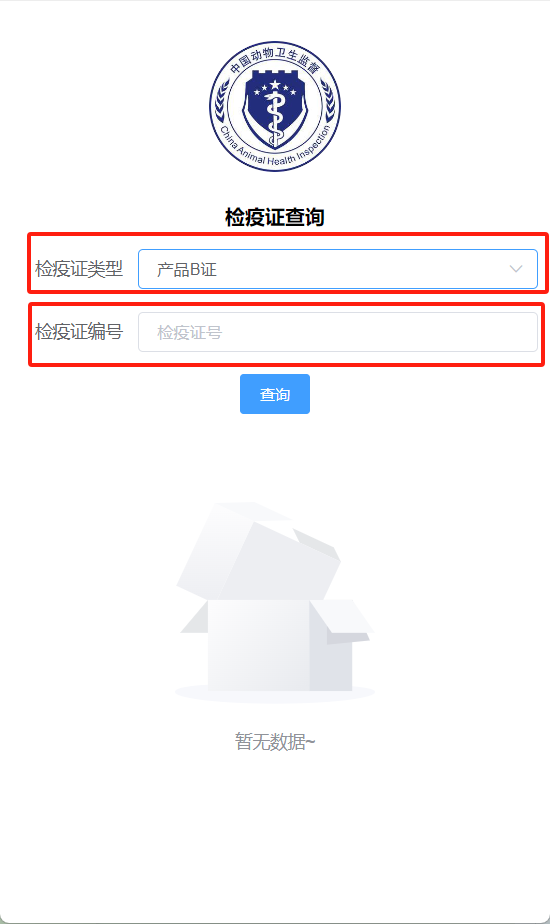 中国动物卫生监督
China Animal Health Inspection
检疫证查询
检疫证类型 产品B证
检疫证编号 检疫证号
查询
暂无数据~